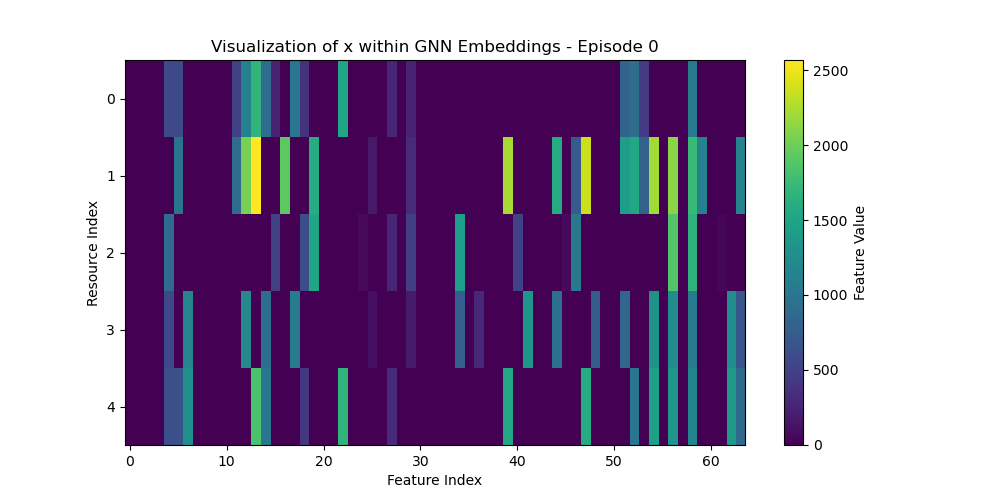 Visualization of x within GNN Embeddings - Episode 0
Resource Index
0
1
2
3
4
0 10 20 30 40 50 60
Feature Index
2500
2000
1500
1000
500
0
Feature Value